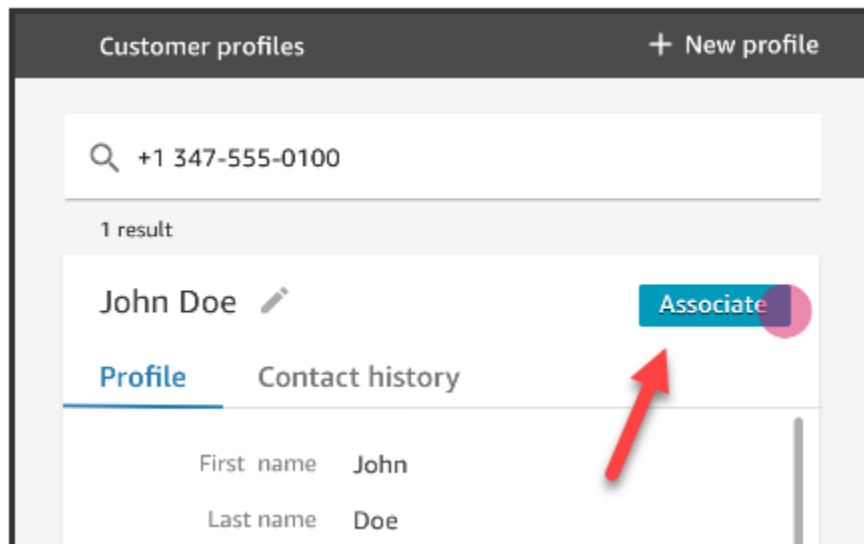 Customer profiles + New profile
+1 347-555-0100
1 result
John Doe Associate
Profile Contact history
First name John
Last name Doe